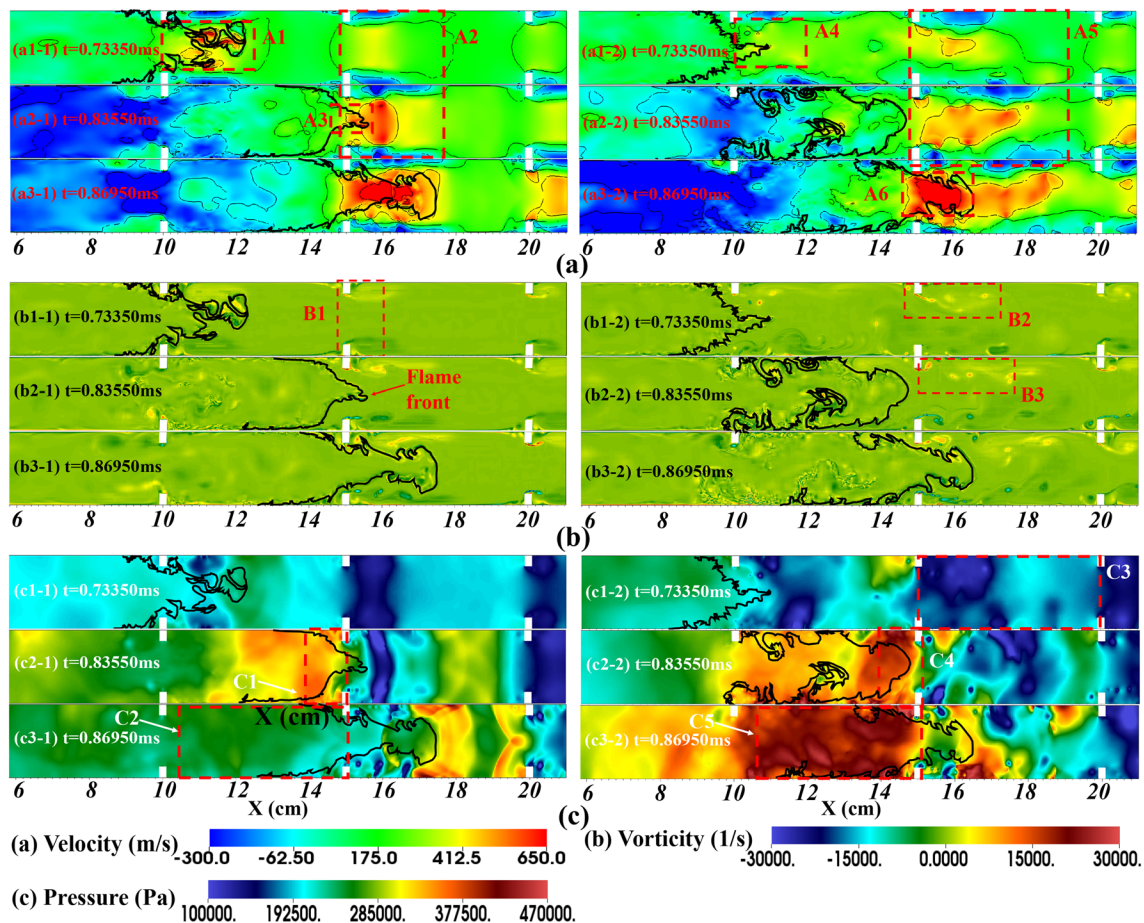 (a1-1) t=0.73350ms A1 A2
(a2-1) t=0.83550ms A3
(a3-1) t=0.86950ms
6 8 10 12 14 16 18 20
(a1-2) t=0.73350ms A4 A5
(a2-2) t=0.83550ms
(a3-2) t=0.86950ms A6
6 8 10 12 14 16 18 20
(a)
(b1-1) t=0.73350ms B1
(b2-1) t=0.83550ms Flame
front
(b3-1) t=0.86950ms
6 8 10 12 14 16 18 20
(b1-2) t=0.73350ms B2
(b2-2) t=0.83550ms B3
(b3-2) t=0.86950ms
6 8 10 12 14 16 18 20
(b)
(c1-1) t=0.73350ms
(c2-1) t=0.83550ms C1
X (cm)
C2
(c3-1) t=0.86950ms
6 8 10 12 14 16 18 20
X (cm)
(c1-2) t=0.73350ms C3
(c2-2) t=0.83550ms C4
C5
(c3-2) t=0.86950ms
6 8 10 12 14 16 18 20
X (cm)
(c)
(a) Velocity (m/s)
-300.0 -62.50 175.0 412.5 650.0
(b) Vorticity (1/s)
-30000. -15000. 0.0000 15000. 30000.
(c) Pressure (Pa)
100000. 192500. 285000. 377500. 470000.